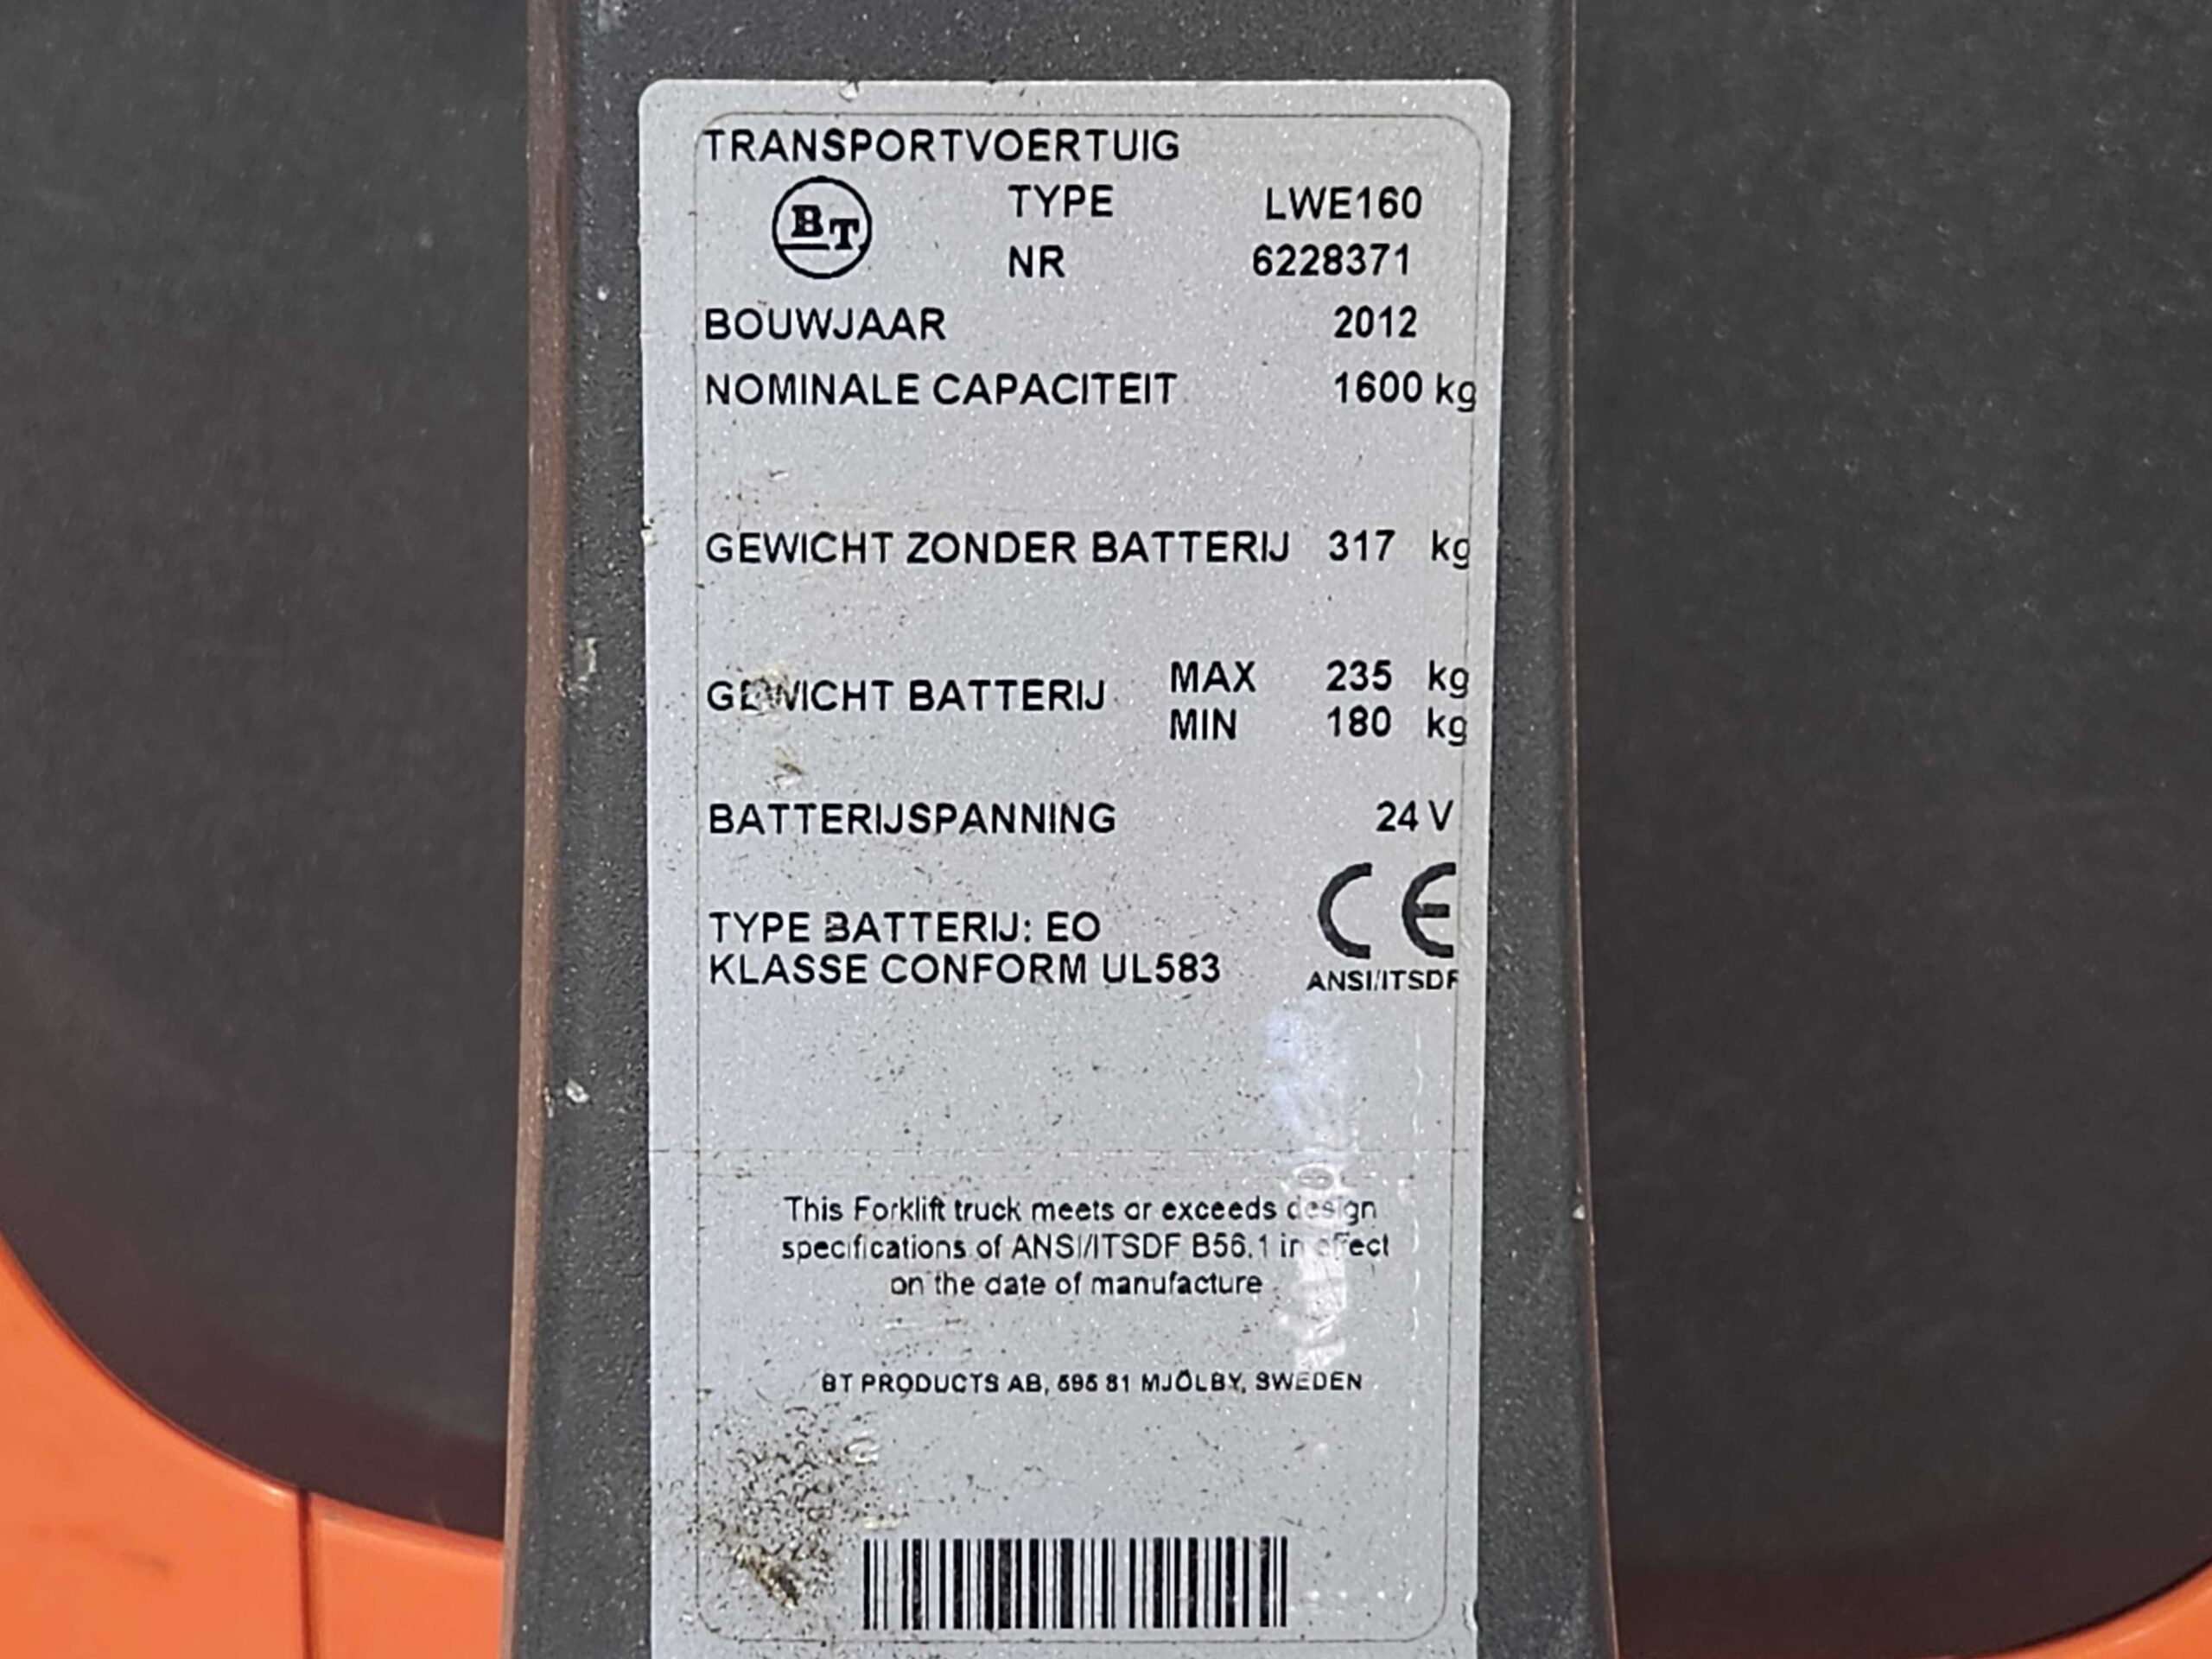 TRANSPORTVOERTUIG
BT TYPE LWE160
NR 6228371
BOUWJAAR 2012
NOMINALE CAPACITEIT 1600 kg
GEWICHT ZONDER BATTERIJ 317 kg
GEWICHT BATTERIJ MAX 235 kg
MIN 180 kg
BATTERIJSPANNING 24 V
CE
TYPE BATTERIJ: EO
KLASSE CONFORM UL583
ANSI/ITSDF
This Forklift truck meets or exceeds design
specifications of ANSI/ITSDF B56.1 in effect
on the date of manufacture
BT PRODUCTS AB, 595 81 MJÖLBY, SWEDEN